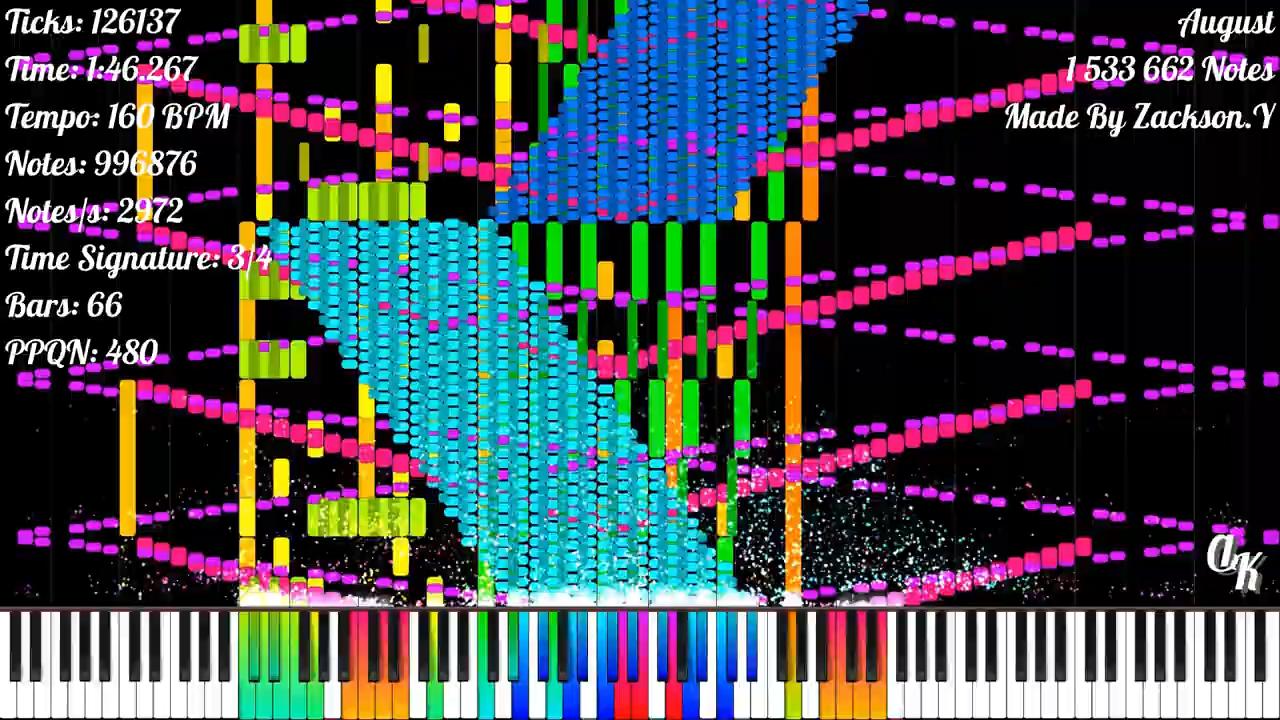 Ticks: 126137
Time: 1:46.267
Tempo: 160 BPM
Notes: 996876
Notes/s: 2972
Time Signature: 3/4
Bars: 66
PPQN: 480
August
1 533 662 Notes
Made By Zackson.Y
a K